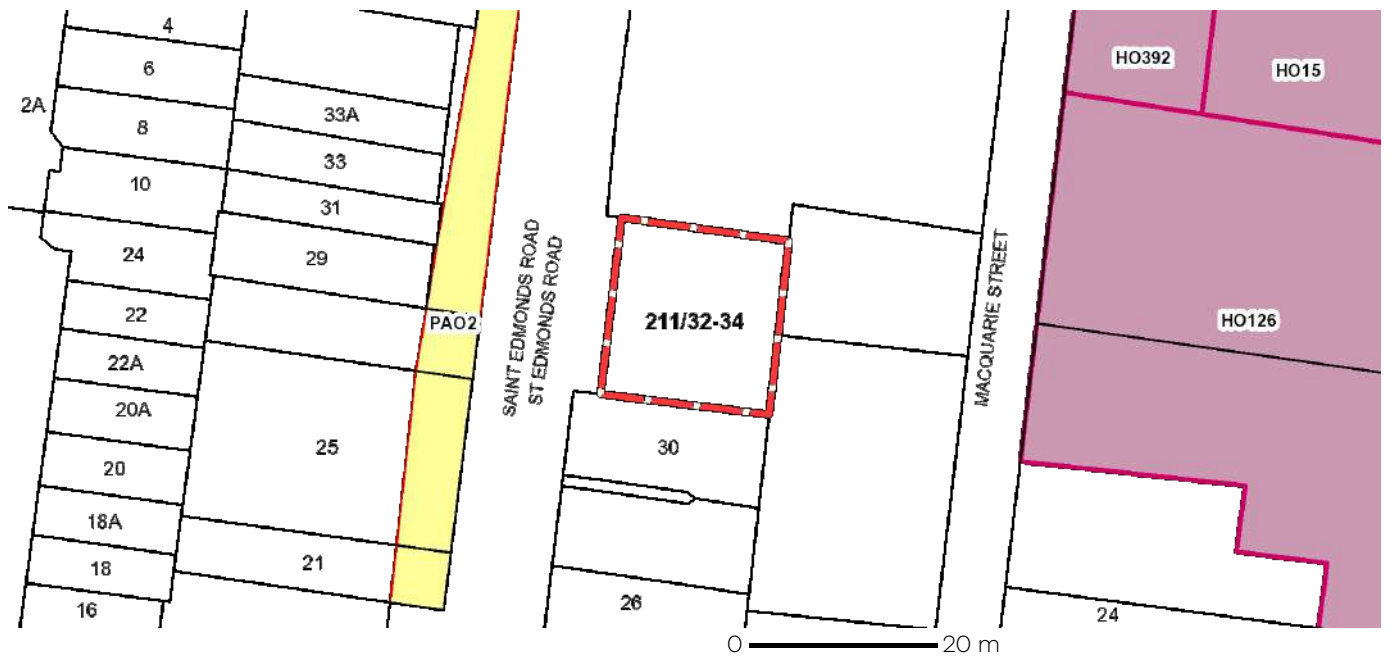 4
6
2A
8
10
24
22
22A
20A
20
18A
18
16
33A
33
31
29
25
21
PAO2
SAINT EDMONDS ROAD
ST EDMONDS ROAD
211/32-34
30
26
MACQUARIE STREET
HO392
HO15
HO126
24
0 20 m